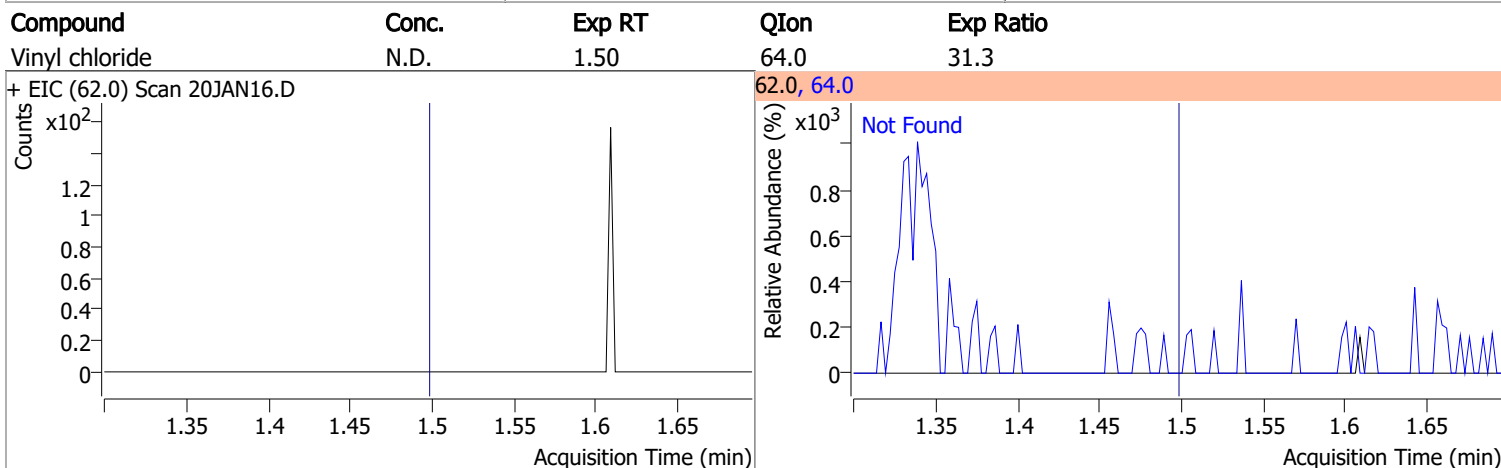 Compound Conc. Exp RT QIon Exp Ratio
Vinyl chloride N.D. 1.50 64.0 31.3
+ EIC (62.0) Scan 20JAN16.D
Counts
x10²
1.2
1
0.8
0.6
0.4
0.2
0
1.35 1.4 1.45 1.5 1.55 1.6 1.65
Acquisition Time (min)
62.0, 64.0
Relative Abundance (%)
x10³
Not Found
0.8
0.6
0.4
0.2
0
1.35 1.4 1.45 1.5 1.55 1.6 1.65
Acquisition Time (min)